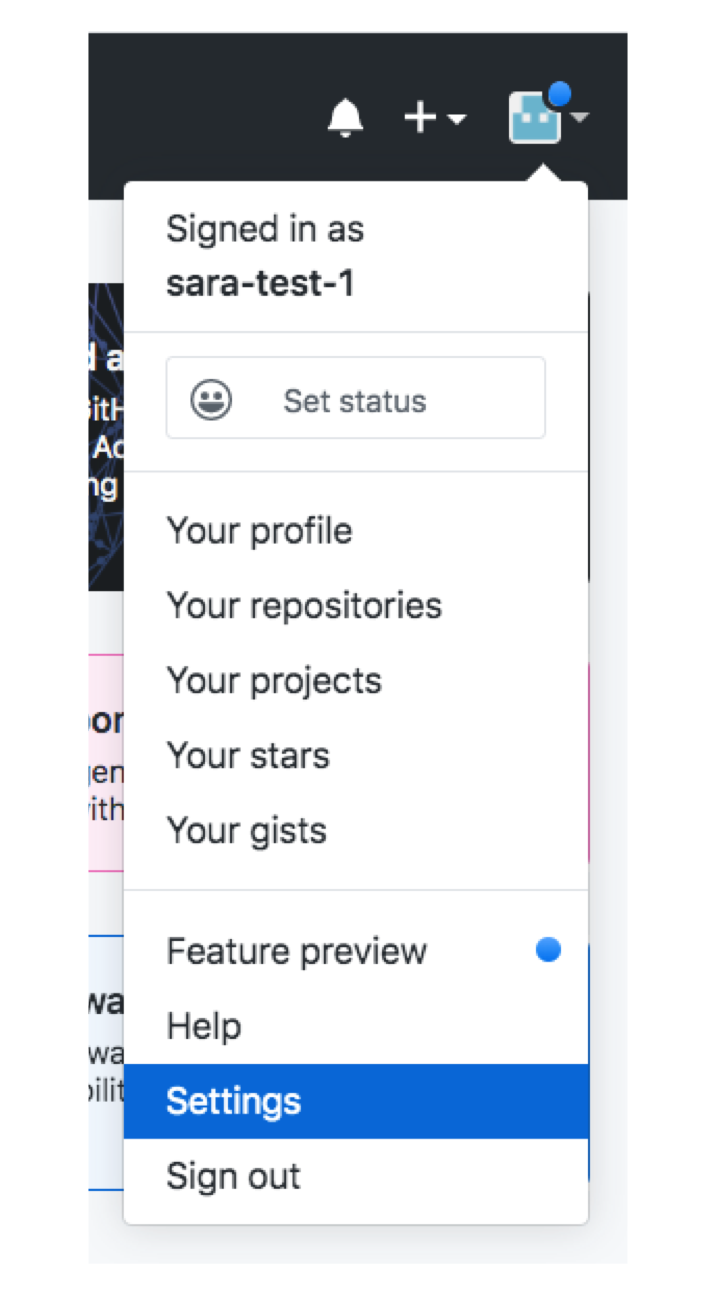 Signed in as
sara-test-1
Set status
Your profile
Your repositories
Your projects
Your stars
Your gists
Feature preview
Help
Settings
Sign out